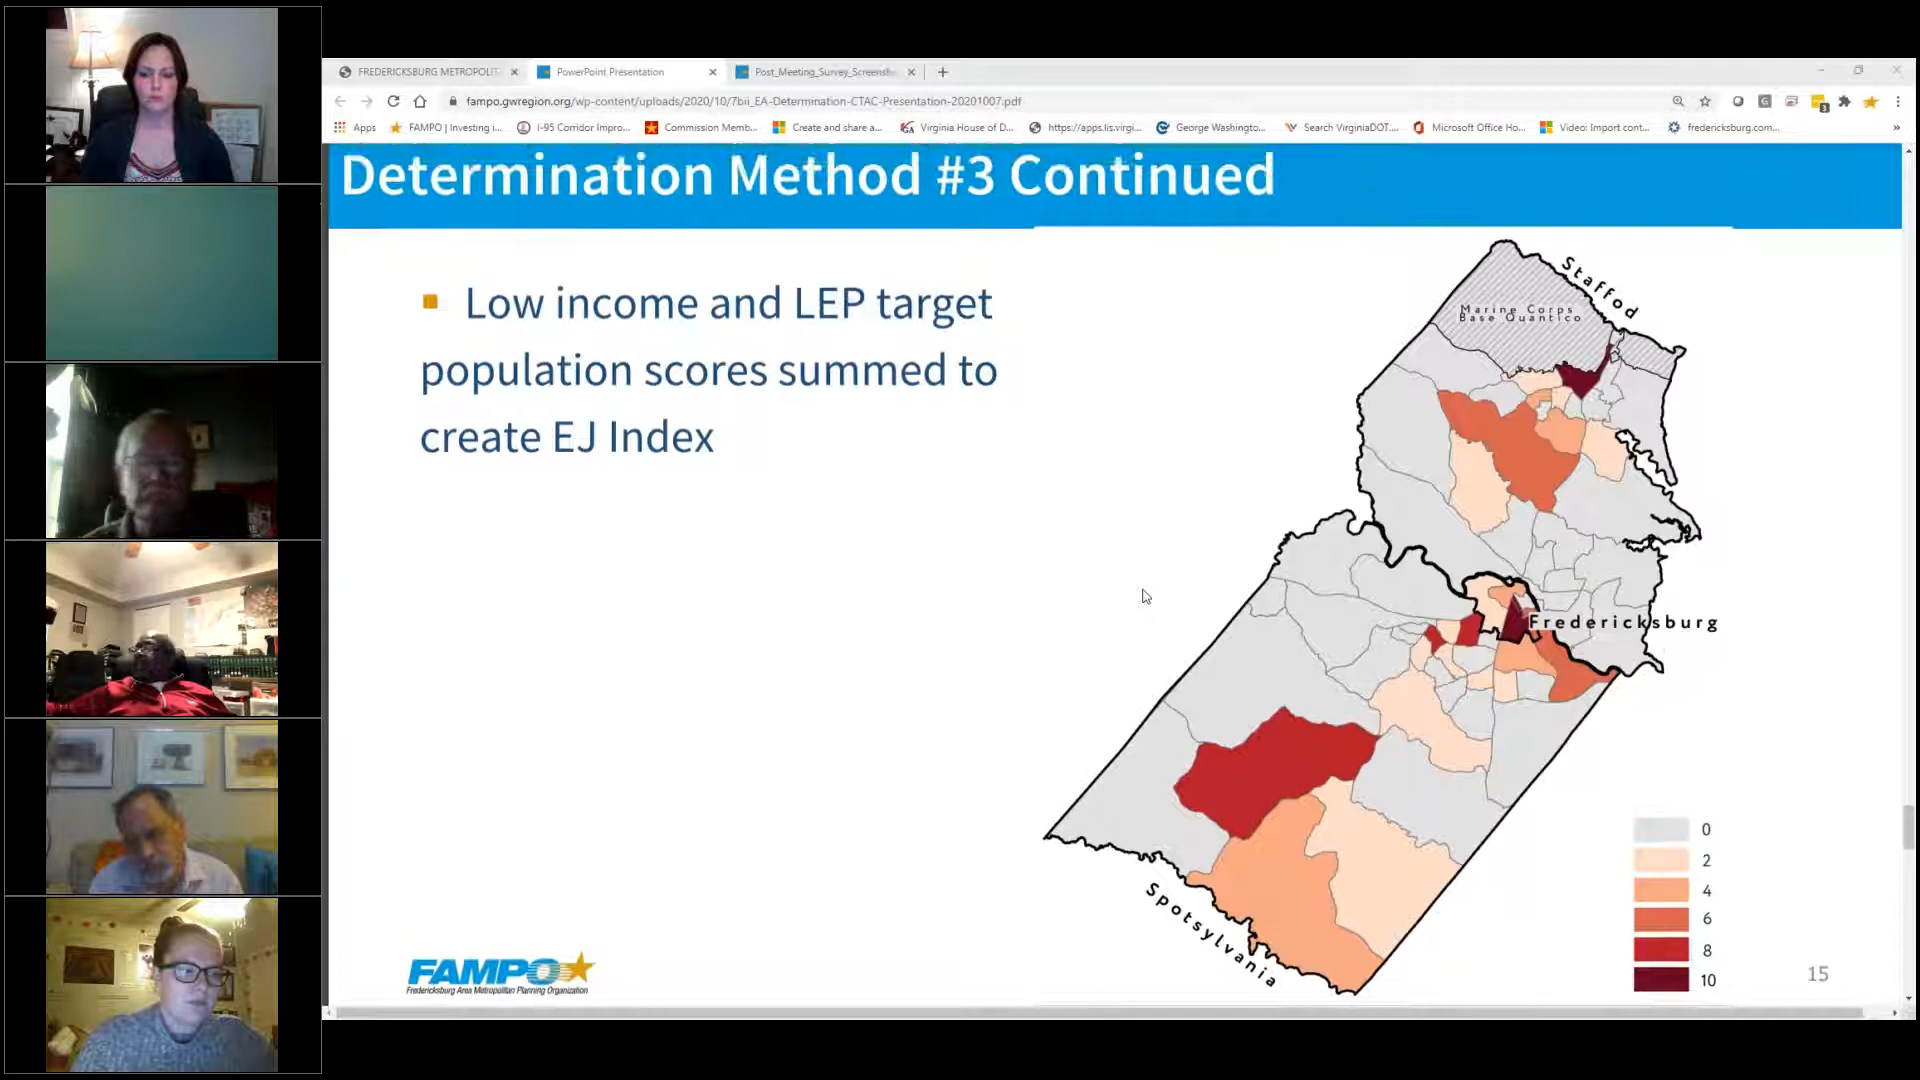 FREDERICKSBURG METROPOLIT
PowerPoint Presentation
Post_Meeting_Survey_Screensh
fampo.gwregion.org/wp-content/uploads/2020/10/7bii_EA-Determination-CTAC-Presentation-20201007.pdf
Apps
FAMPO | Investing i...
I-95 Corridor Impro...
Commission Memb...
Create and share a...
Virginia House of D...
https://apps.lis.virgi...
George Washingto...
Search VirginiaDOT....
Microsoft Office Ho...
Video: Import cont...
fredericksburg.com...
Determination Method #3 Continued
Low income and LEP target
population scores summed to
create EJ Index
Staffod
Marine Corps
Base Quantico
Fredericksburg
Spotsylvania
0
2
4
6
8
10
FAMPO
Fredericksburg Area Metropolitan Planning Organization
15